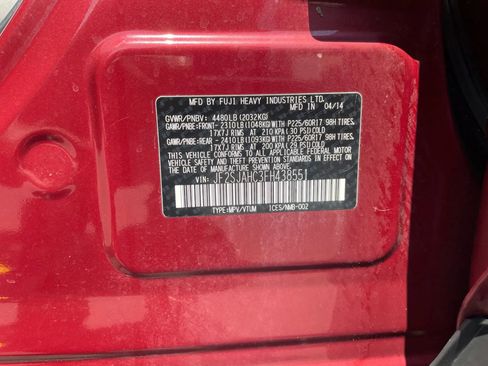 MFD. BY FUJI HEAVY INDUSTRIES LTD.
MFD. IN 04/14
GVWR/PNBV: 4480LB(2032KG)
GAWR/PNBE:FRONT-2310LB(1048KG)WITH P225/60R17 98H TIRES,
17X7J RIMS AT 210 KPA(30 PSI)COLD
GAWR/PNBE:REAR-2410LB(1093KG)WITH P225/60R17 98H TIRES,
17X7J RIMS AT 200 KPA(29 PSI)COLD
THIS VEHICLE CONFORMS TO ALL APPLICABLE
FEDERAL MOTOR VEHICLE SAFETY AND
THEFT PREVENTION STANDARDS IN EFFECT ON
THE DATE OF MANUFACTURE SHOWN ABOVE.
VIN: JF2SJAHC3EH438551
TYPE:MPV/VTUM ICES/NMB-002